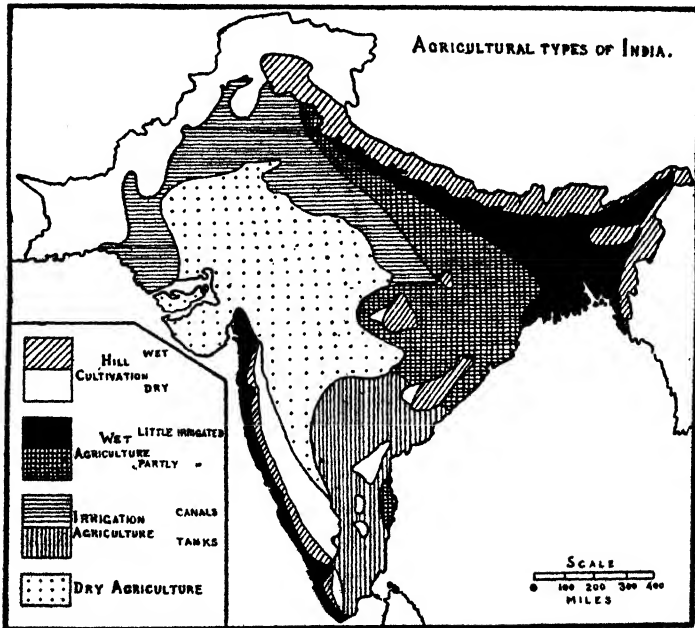 AGRICULTURAL TYPES OF INDIA.
HILL WET
CULTIVATION DRY
WET LITTLE IRRIGATED
AGRICULTURE PARTLY "
IRRIGATION CANALS
AGRICULTURE TANKS
DRY AGRICULTURE
SCALE
0 100 200 300 400
MILES